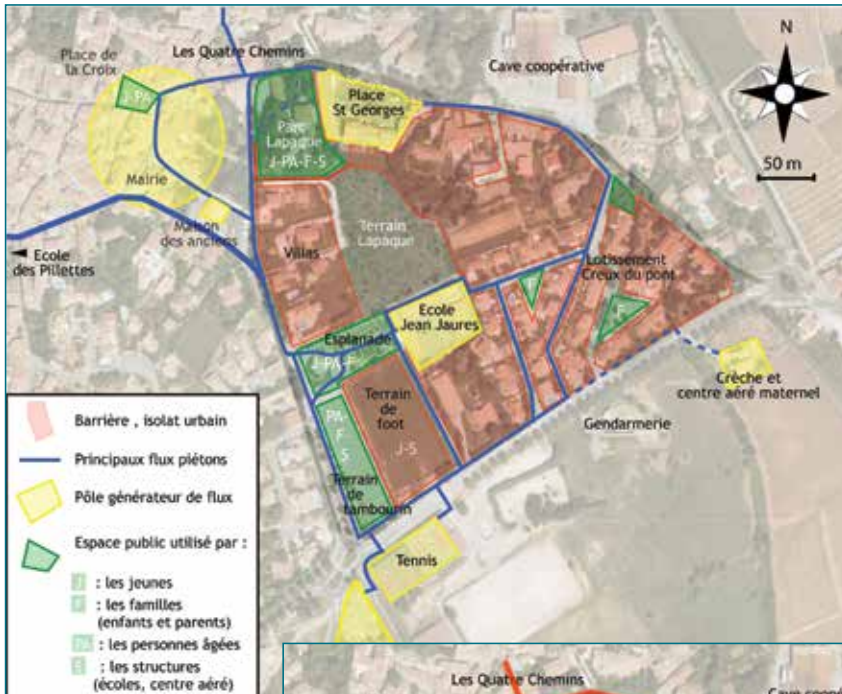 Les Quatre Chemins
Place de
la Croix
J-PA
Mairie
Maison
des anciens
Ecole
des Pillettes
Parc
Lapaque
J-PA-F-S
Place
St Georges
Cave coopérative
N
50 m
Villas
Terrain
Lapaque
Lotissement
Creux du pont
F
F
Ecole
Jean Jaures
Esplanade
J-PA-F
Terrain
de
foot
J-S
PA
F
S
Terrain
de
tambourin
Crèche et
centre aéré maternel
Gendarmerie
Tennis
Barrière , isolat urbain
Principaux flux piétons
Pôle générateur de flux
Espace public utilisé par :
J : les jeunes
F : les familles
(enfants et parents)
PA : les personnes âgées
S : les structures
(écoles, centre aéré)
Les Quatre Chemins
Cave coopé